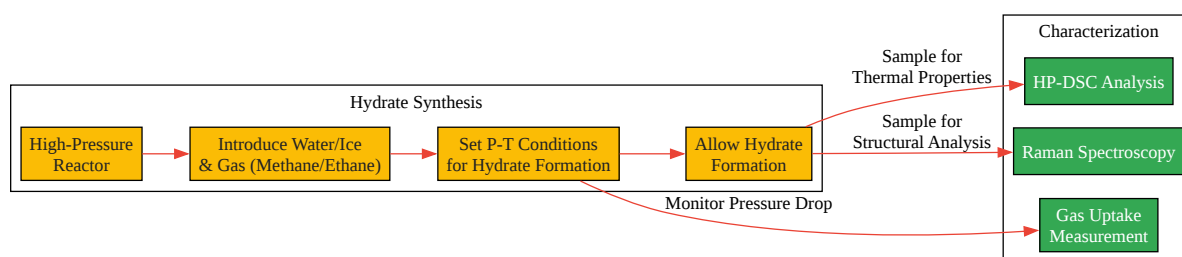 Hydrate Synthesis
High-Pressure
Reactor
Introduce Water/Ice
& Gas (Methane/Ethane)
Set P-T Conditions
for Hydrate Formation
Allow Hydrate
Formation
Sample for
Thermal Properties
Sample for
Structural Analysis
Monitor Pressure Drop
Characterization
HP-DSC Analysis
Raman Spectroscopy
Gas Uptake
Measurement